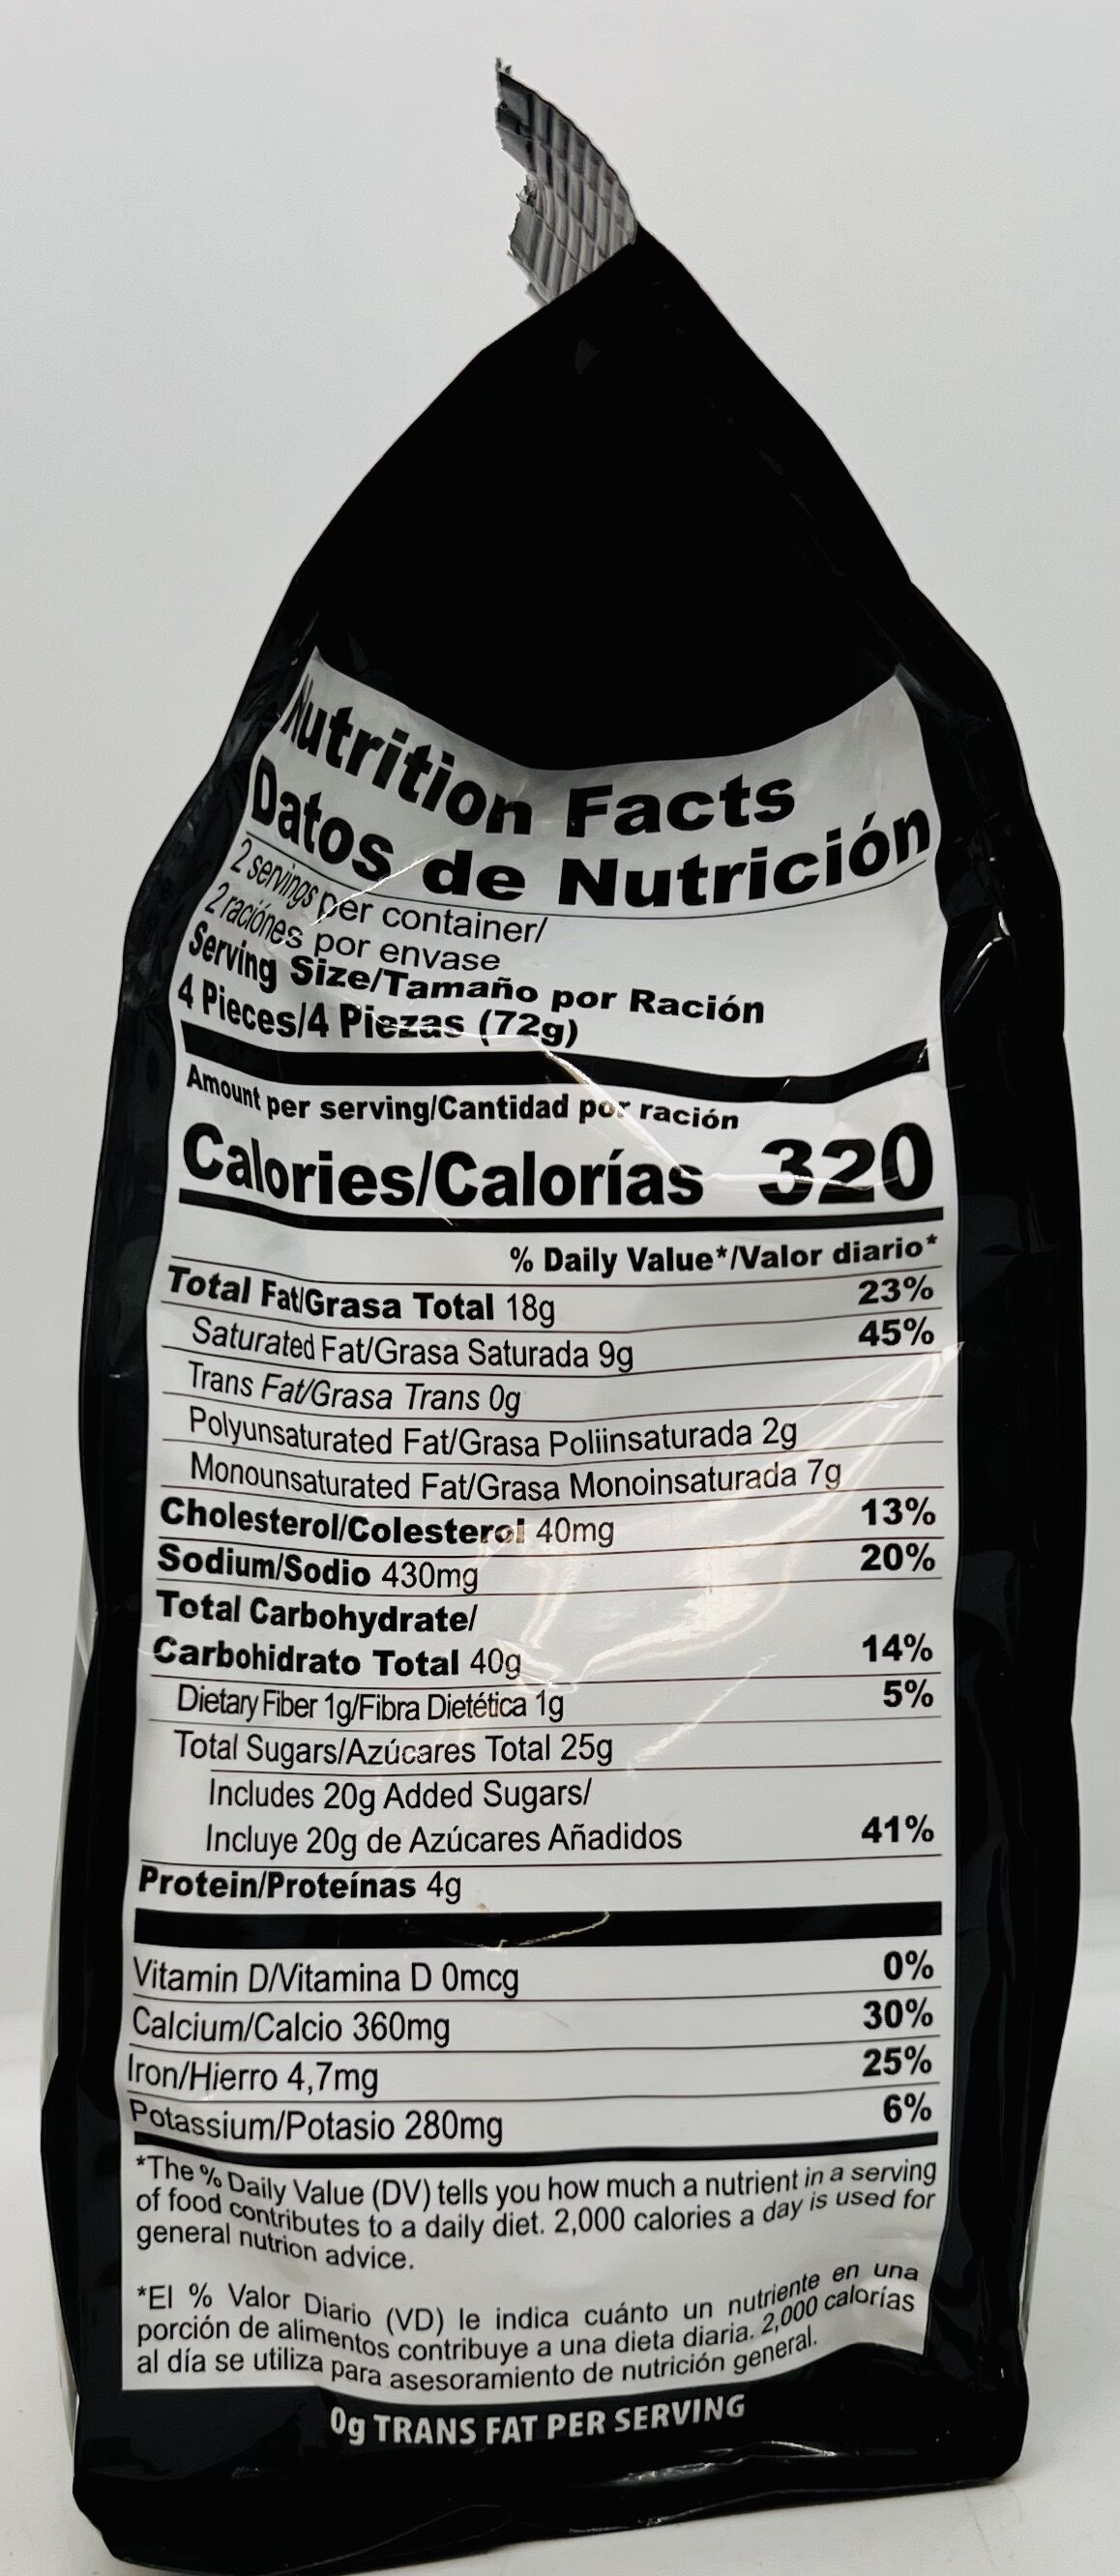 Nutrition Facts
Datos de Nutrición
2 servings per container/
2 raciónes por envase
Serving Size/Tamaño por Ración
4 Pieces/4 Piezas (72g)
Amount per serving/Cantidad por ración
Calories/Calorías 320
% Daily Value*/Valor diario*
Total Fat/Grasa Total 18g 23%
Saturated Fat/Grasa Saturada 9g 45%
Trans Fat/Grasa Trans 0g
Polyunsaturated Fat/Grasa Poliinsaturada 2g
Monounsaturated Fat/Grasa Monoinsaturada 7g
Cholesterol/Colesterol 40mg 13%
Sodium/Sodio 430mg 20%
Total Carbohydrate/
Carbohidrato Total 40g 14%
Dietary Fiber 1g/Fibra Dietética 1g 5%
Total Sugars/Azúcares Total 25g
Includes 20g Added Sugars/
Incluye 20g de Azúcares Añadidos 41%
Protein/Proteínas 4g
Vitamin D/Vitamina D 0mcg 0%
Calcium/Calcio 360mg 30%
Iron/Hierro 4,7mg 25%
Potassium/Potasio 280mg 6%
*The % Daily Value (DV) tells you how much a nutrient in a serving
of food contributes to a daily diet. 2,000 calories a day is used for
general nutrion advice.
*El % Valor Diario (VD) le indica cuánto un nutriente en una
porción de alimentos contribuye a una dieta diaria. 2,000 calorías
al día se utiliza para asesoramiento de nutrición general.
0g TRANS FAT PER SERVING